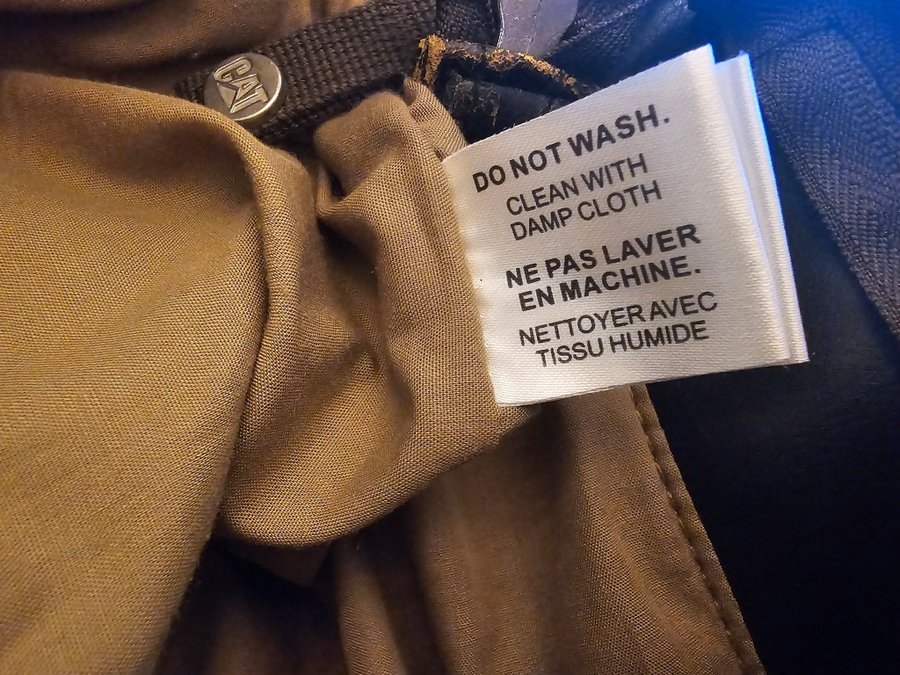 CAT
DO NOT WASH.
CLEAN WITH
DAMP CLOTH
NE PAS LAVER
EN MACHINE.
NETTOYER AVEC
TISSU HUMIDE